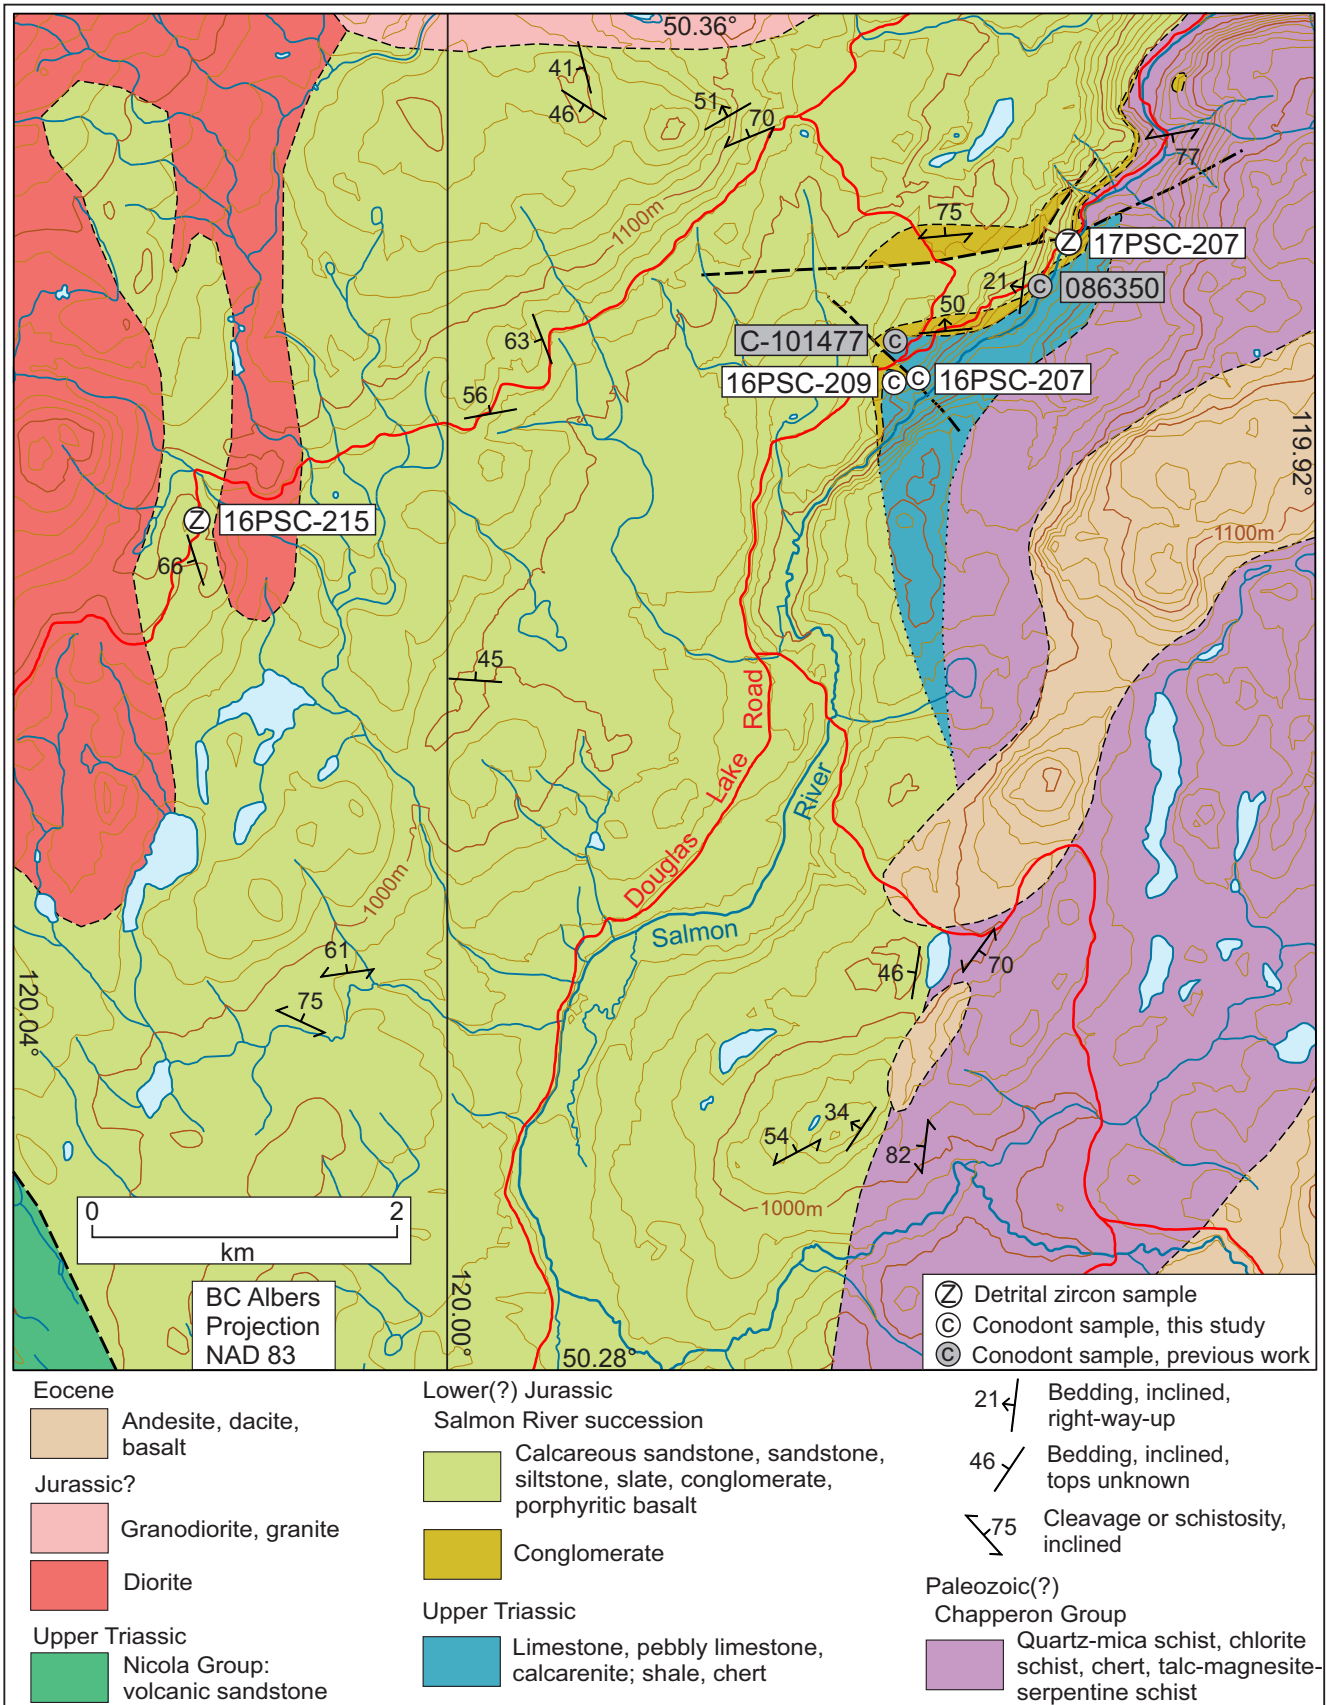 50.36°
41
46
51
70
77
1100m
75
17PSC-207
21
086350
50
C-101477
63
16PSC-209
16PSC-207
56
119.92°
16PSC-215
1100m
66
45
Douglas Lake Road
River
1000m
Salmon
61
46
70
120.04°
75
34
54
82
1000m
0 2
km
BC Albers
Projection
NAD 83
120.00°
50.28°
Z Detrital zircon sample
C Conodont sample, this study
C Conodont sample, previous work
Eocene
Andesite, dacite,
basalt
Jurassic?
Granodiorite, granite
Diorite
Upper Triassic
Nicola Group:
volcanic sandstone
Lower(?) Jurassic
Salmon River succession
Calcareous sandstone, sandstone,
siltstone, slate, conglomerate,
porphyritic basalt
Conglomerate
Upper Triassic
Limestone, pebbly limestone,
calcarenite; shale, chert
21 Bedding, inclined,
right-way-up
46 Bedding, inclined,
tops unknown
75 Cleavage or schistosity,
inclined
Paleozoic(?)
Chapperon Group
Quartz-mica schist, chlorite
schist, chert, talc-magnesite-
serpentine schist